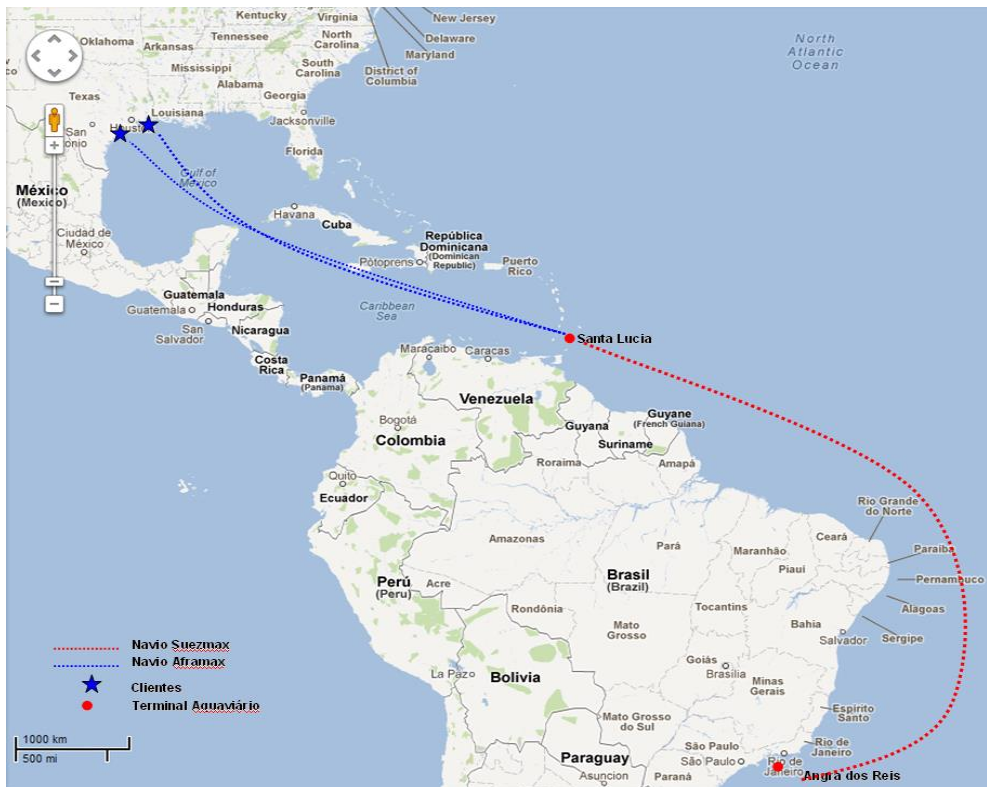 New Jersey
Kentucky
Virginia
Oklahoma
Tennessee
North
Carolina
Delaware
Maryland
Arkansas
Mississippi
South
Carolina
District of
Columbia
North
Atlantic
Ocean
Alabama
Georgia
Texas
Louisiana
Jacksonville
San
Florida
Gulf of
Mexico
México
(Mexico)
Havana
Cuba
Ciudad de
México
República
Dominicana
(Dominican
Republic)
Puerto
Rico
Pótoprens
Guatemala
Honduras
Guatemala
Caribbean
Sea
San
Salvador
Nicaragua
Santa Lucia
Costa
Rica
Maracaibo
Caracas
Panamá
(Panama)
Venezuela
Guyane
(French Guiana)
Guyana
Bogotá
Colombia
Suriname
Roraima
Amapá
Quito
Ecuador
Rio Grande
do Norte
Ceará
Amazonas
Pará
Maranhão
Paraíba
Piauí
Perú
(Peru)
Acre
Brasil
(Brazil)
Pernambuco
Alagoas
Rondônia
Tocantins
Mato
Grosso
Bahia
Salvador
Sergipe
Navio Suezmax
Navio Aframax
La Paz
Bolivia
Goiás
Brasília
Minas
Gerais
Clientes
Terminal Aquaviário
Mato Grosso
do Sul
Espírito
Santo
1000 km
500 mi
São Paulo
Rio de
Janeiro
Paraguay
São Paulo
Rio de
Janeiro
Asuncion
Paraná
Angra dos Reis